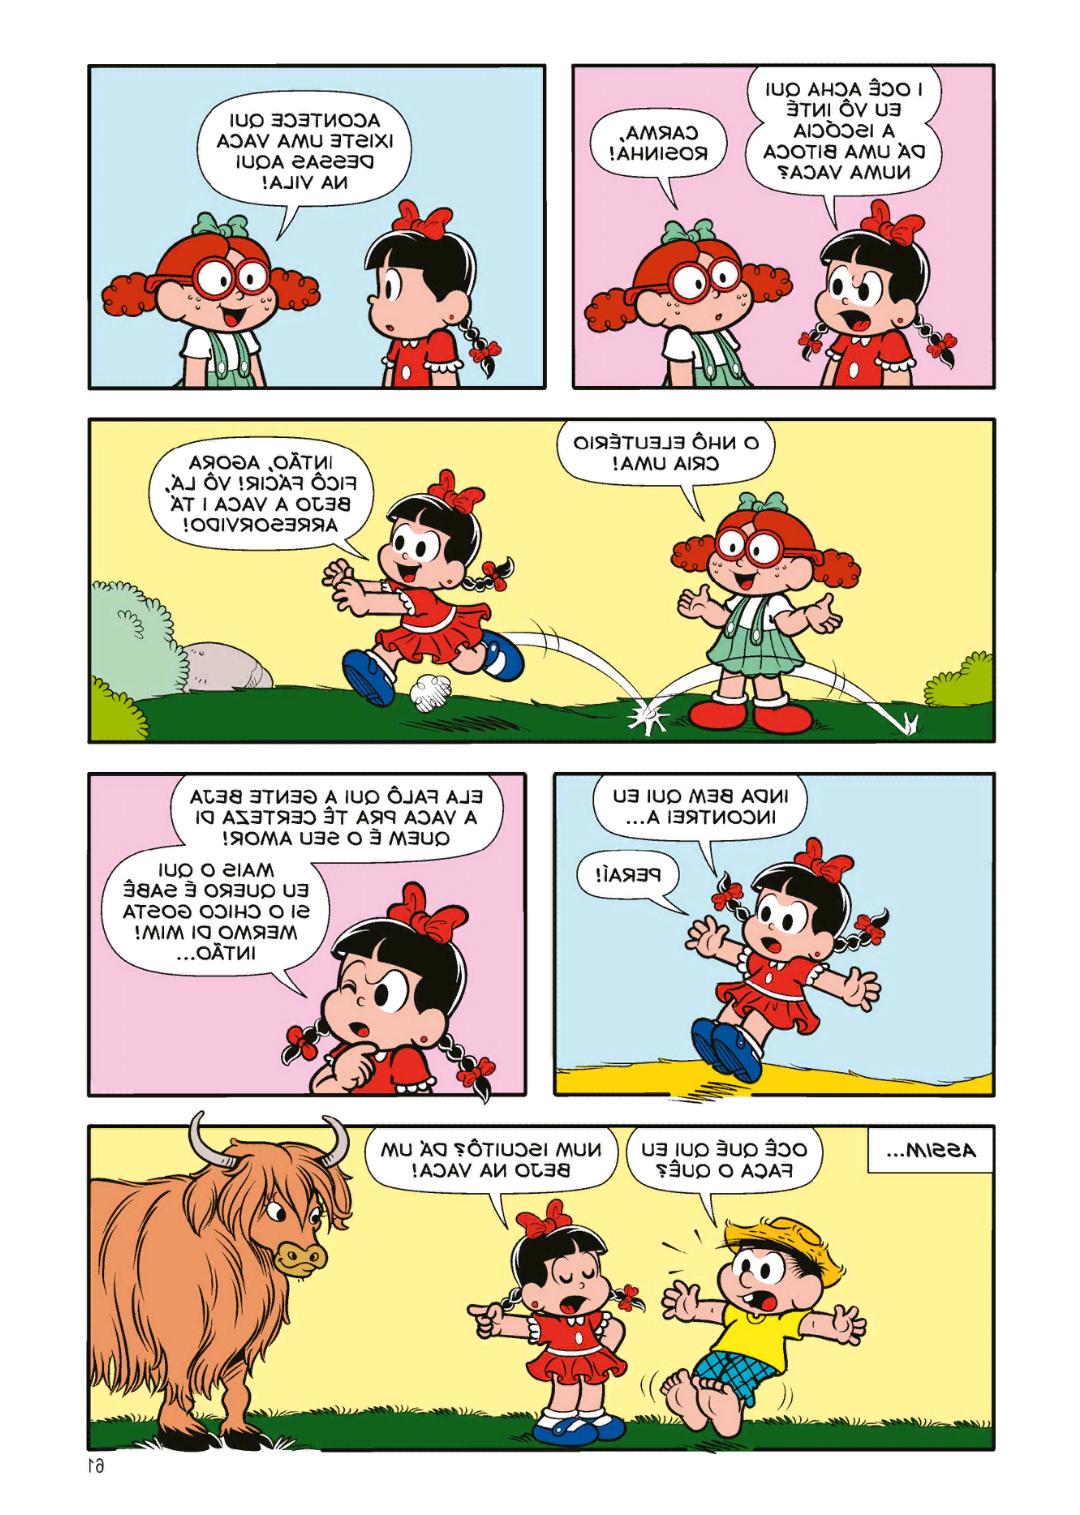 I OCÊ ACHA QUI
EU VÔ INTÉ
A ISCÓCIA
DÁ UMA BITOCA
NUMA VACA?
CARMA,
ROSINHA!
ACONTECE QUI
IXISTE UMA VACA
DESSAS AQUI
NA VILA!
O NHÔ ELEUTÉRIO
CRIA UMA!
INTÃO, AGORA
FICÔ FÁCIR! VÔ LÁ,
BEJO A VACA I TÁ
ARRESORVIDO!
INDA BEM QUI EU
INCONTREI A...
PERAÍ!
ELA FALÔ QUI A GENTE BEJA
A VACA PRA TÊ CERTEZA DI
QUEM É O SEU AMOR!
MAIS O QUI
EU QUERO É SABÊ
SI O CHICO GOSTA
MERMO DI MIM!
INTÃO...
ASSIM...
OCÊ QUÉ QUI EU
FAÇA O QUÊ?
NUM ISCUITÔ? DÁ UM
BEJO NA VACA!
61